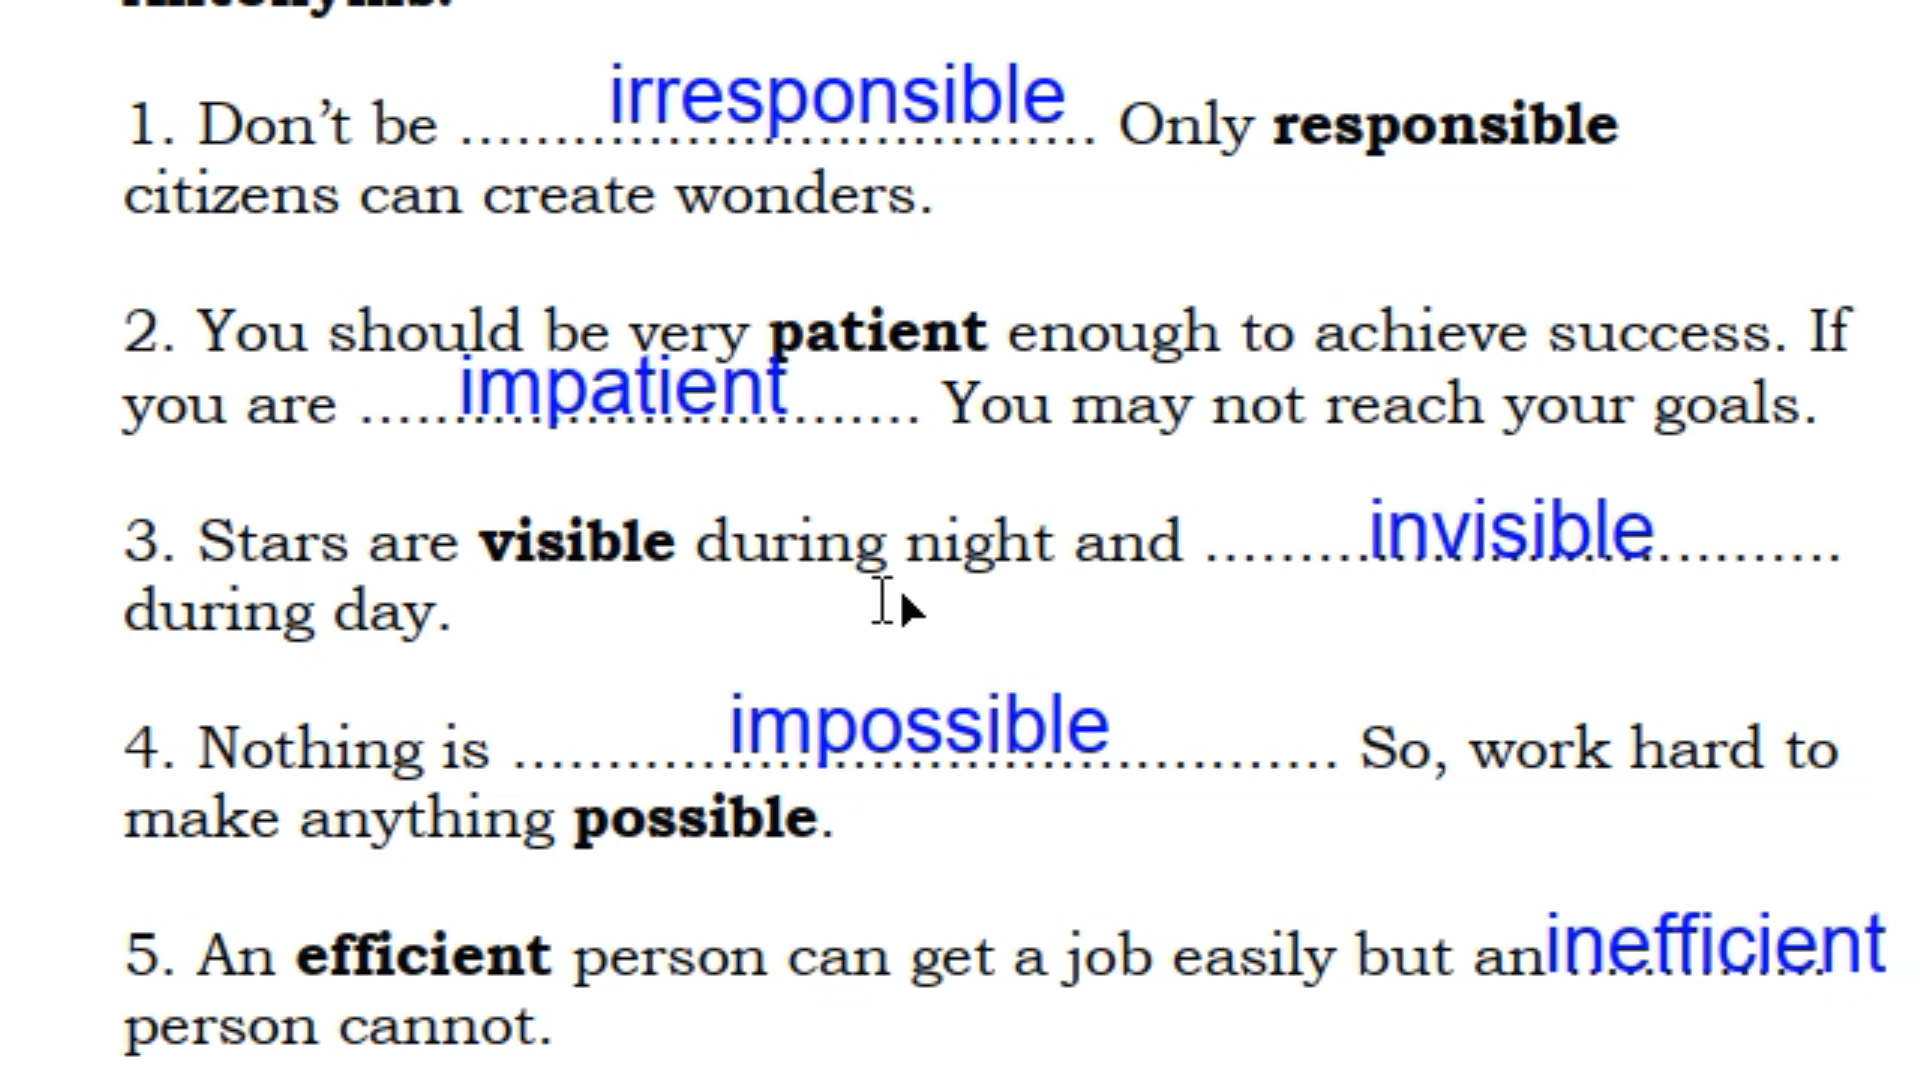 Antonyms:
1. Don’t be .................................. irresponsible Only responsible
citizens can create wonders.
2. You should be very patient enough to achieve success. If
you are .............................. impatient You may not reach your goals.
3. Stars are visible during night and .................................. invisible
during day.
4. Nothing is ............................................ impossible So, work hard to
make anything possible.
5. An efficient person can get a job easily but an.............. inefficient
person cannot.